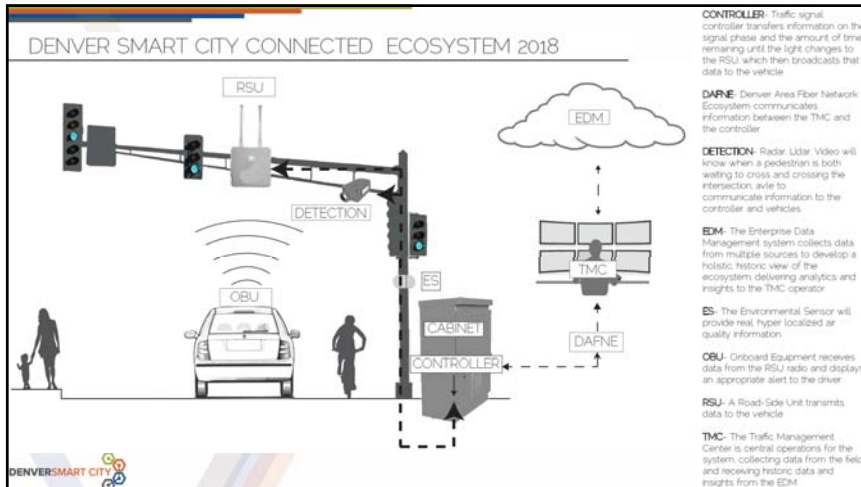 DENVER SMART CITY CONNECTED ECOSYSTEM 2018
RSU
DETECTION
OBU
ES
CABINET
CONTROLLER
EDM
TMC
DAFNE
DENVERSMART CITY
CONTROLLER- Traffic signal
controller transfers information on the
signal phase and the amount of time
remaining until the light changes to
the RSU, which then broadcasts that
data to the vehicle
DAFNE- Denver Area Fiber Network
Ecosystem communicates
information between the TMC and
the controller
DETECTION- Radar, Lidar, Video will
know when a pedestrian is both
waiting to cross and crossing the
intersection, avle to
communicate information to the
controller and vehicles
EDM- The Enterprise Data
Management system collects data
from multiple sources to develop a
holistic, historic view of the
ecosystem, delivering analytics and
insights to the TMC operator
ES- The Environmental Sensor will
provide real, hyper localized air
quality information
OBU- Onboard Equipment receives
data from the RSU radio and displays
an appropriate alert to the driver
RSU- A Road-Side Unit transmits
data to the vehicle
TMC- The Traffic Management
Center is central operations for the
system, collecting data from the field
and receiving historic data and
insights from the EDM